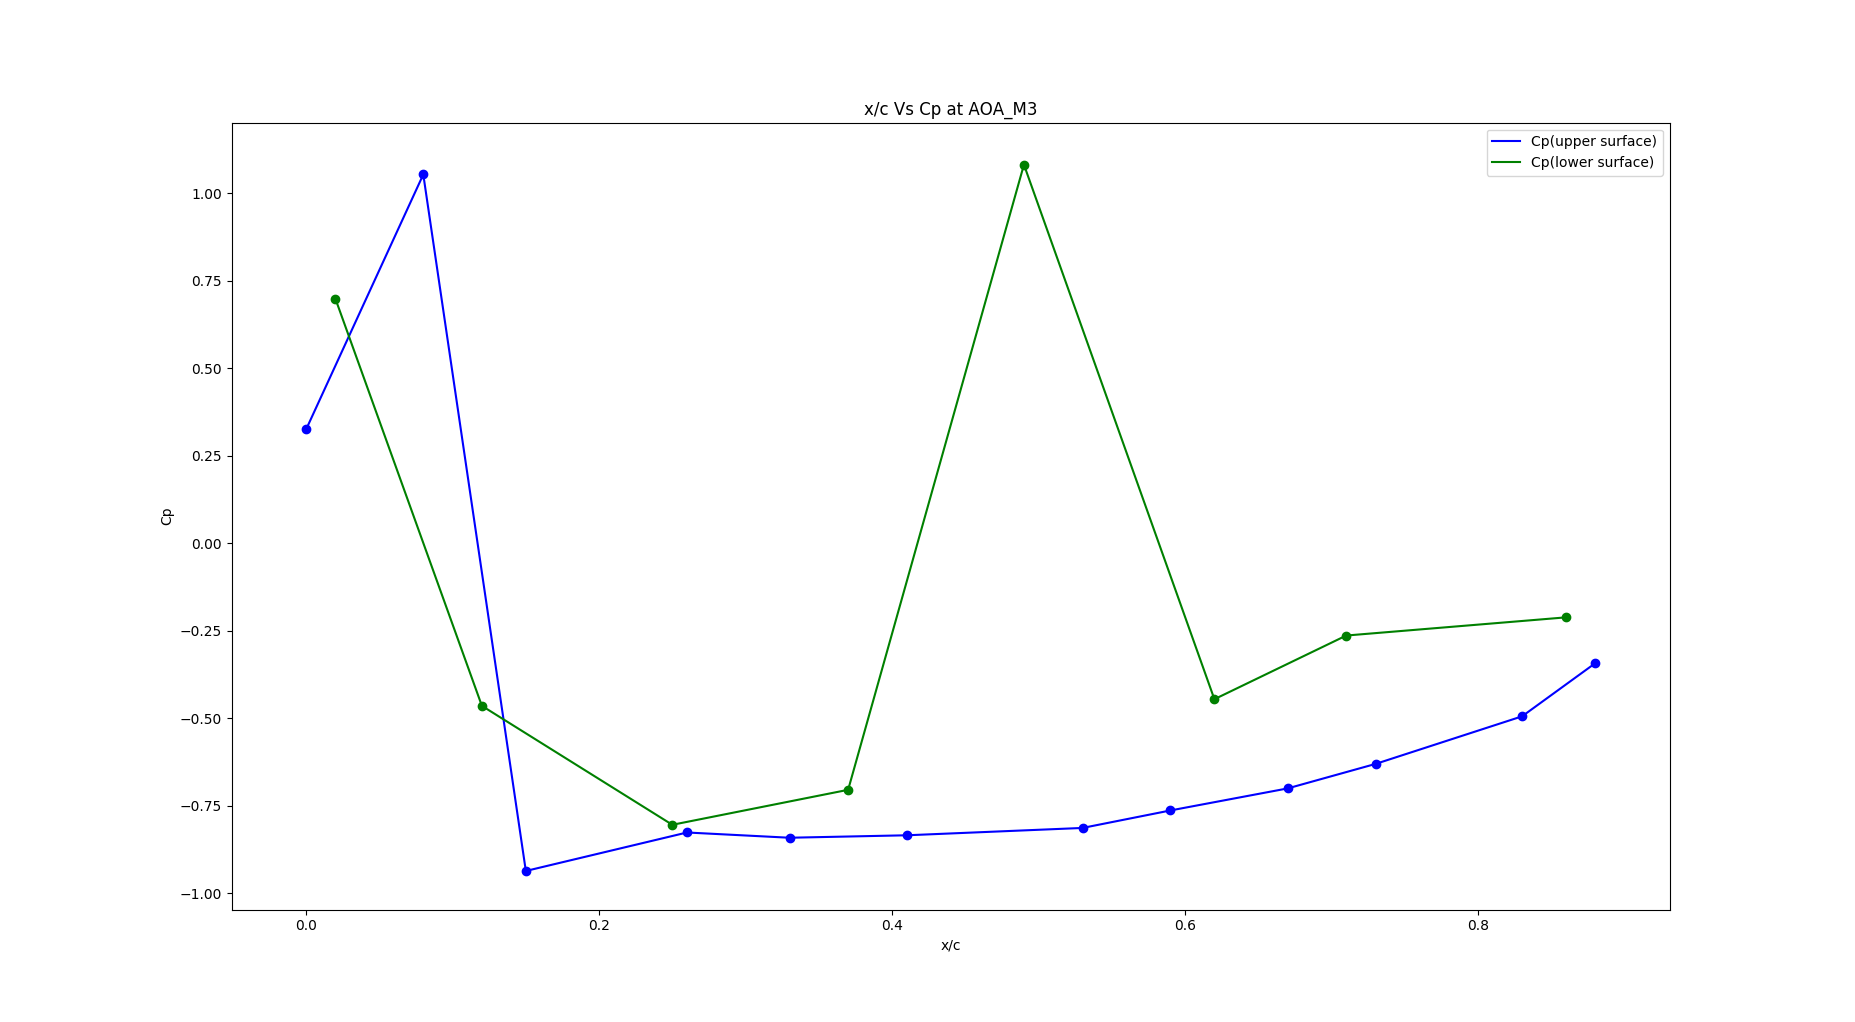 x/c Vs Cp at AOA_M3
Cp(upper surface)
Cp(lower surface)
1.00
0.75
0.50
0.25
0.00
−0.25
−0.50
−0.75
−1.00
Cp
0.0 0.2 0.4 0.6 0.8
x/c